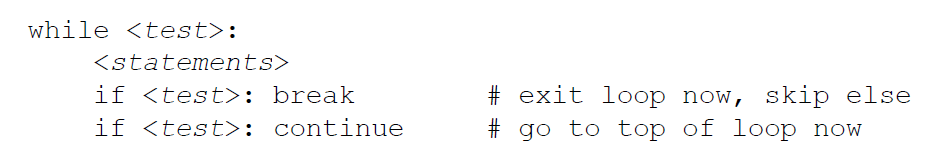 while <test>:
    <statements>
    if <test>: break        # exit loop now, skip else
    if <test>: continue     # go to top of loop now